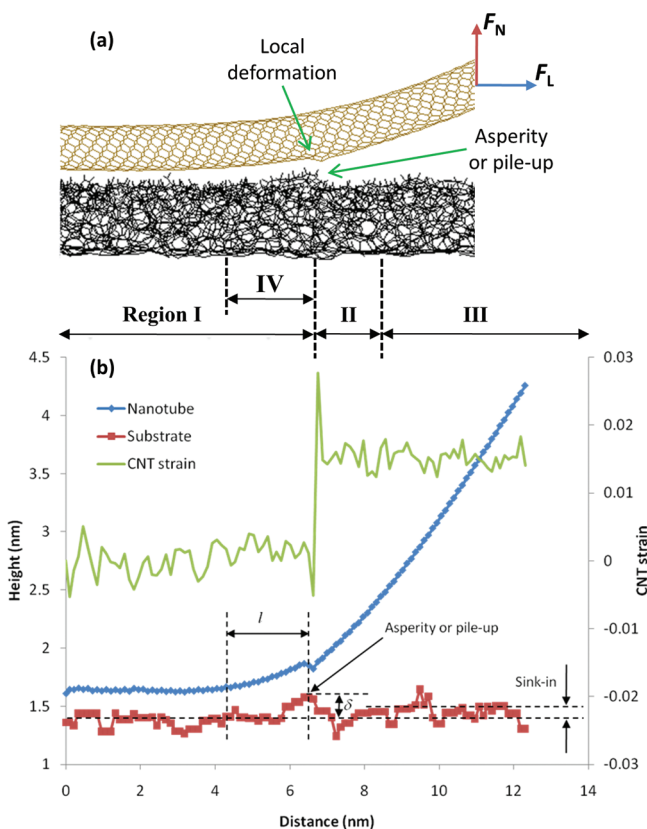 (a)
F_N
Local
deformation
F_L
Asperity
or pile-up
IV
Region I
II
III
(b)
4.5
4
3.5
3
2.5
2
1.5
1
Height (nm)
Nanotube
Substrate
CNT strain
l
Asperity or pile-up
δ
Sink-in
0.03
0.02
0.01
0
-0.01
-0.02
-0.03
CNT strain
0 2 4 6 8 10 12 14
Distance (nm)